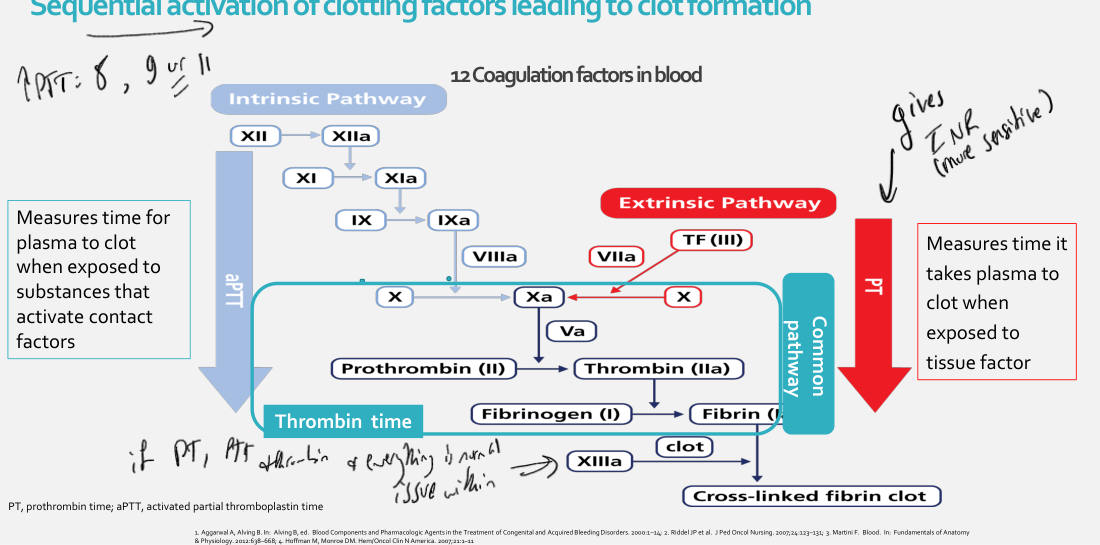 Sequential activation of clotting factors leading to clot formation
↑PTT: 8, 9 or 11
12 Coagulation factors in blood
Intrinsic Pathway
gives
INR
(more sensitive)
XII
XIIa
XI
XIa
Extrinsic Pathway
IX
IXa
TF (III)
VIIIa
VIIa
Measures time for
plasma to clot
when exposed to
substances that
activate contact
factors
aPTT
PT
Measures time it
takes plasma to
clot when
exposed to
tissue factor
X
Xa
X
Va
Common
pathway
Prothrombin (II)
Thrombin (IIa)
Fibrinogen (I)
Fibrin (
Thrombin time
if PT, PTT thrombin & everything is normal
issue within
clot
XIIIa
Cross-linked fibrin clot
PT, prothrombin time; aPTT, activated partial thromboplastin time
1. Aggarwal A, Alving B. In: Alving B, ed. Blood Components and Pharmacologic Agents in the Treatment of Congenital and Acquired Bleeding Disorders. 2000:1–14; 2. Riddel JP et al. J Ped Oncol Nursing. 2007;24:123–131; 3. Martini F. Blood. In: Fundamentals of Anatomy
& Physiology. 2012:638–668; 4. Hoffman M, Monroe DM. Hem/Oncol Clin N America. 2007;21:1–11